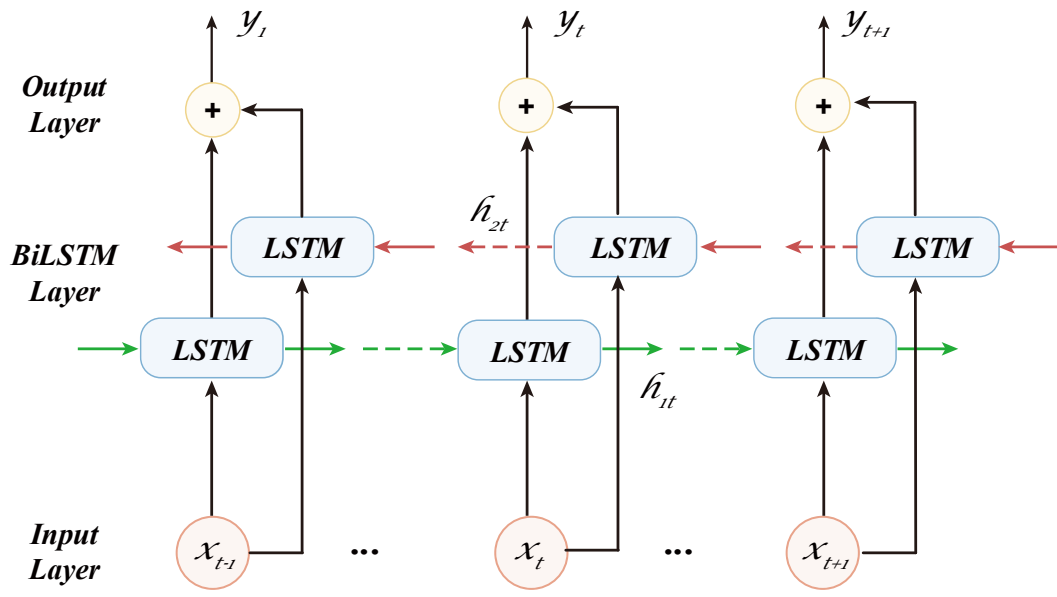 y₁ yₜ yₜ₊₁
Output
Layer
+ + +
h₂ₜ
LSTM LSTM LSTM
BiLSTM
Layer
LSTM LSTM LSTM
h₁ₜ
Input
Layer
xₜ₋₁ ... xₜ ... xₜ₊₁